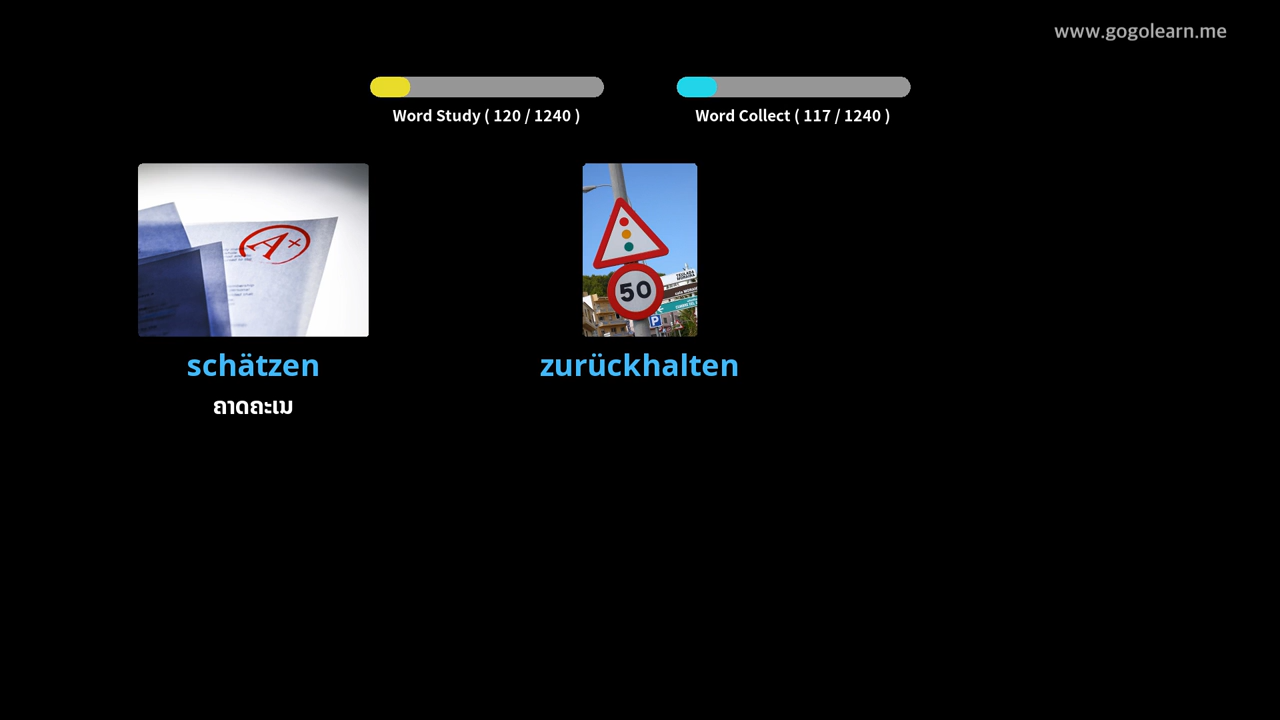 www.gogolearn.me
Word Study ( 120 / 1240 )
Word Collect ( 117 / 1240 )
A+
50
P
schätzen
zurückhalten
ຄາດຄະເນ